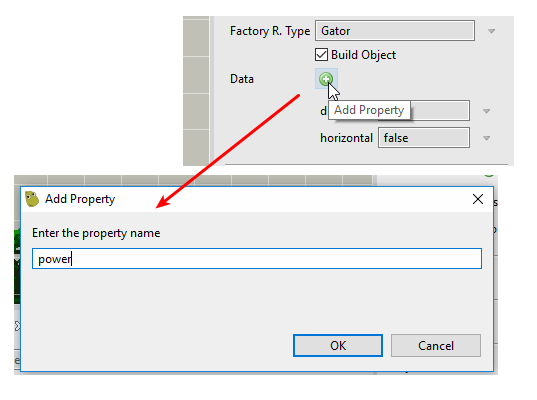 Factory R. Type Gator
Build Object
Data
Add Property
horizontal false
Add Property
Enter the property name
power
OK Cancel